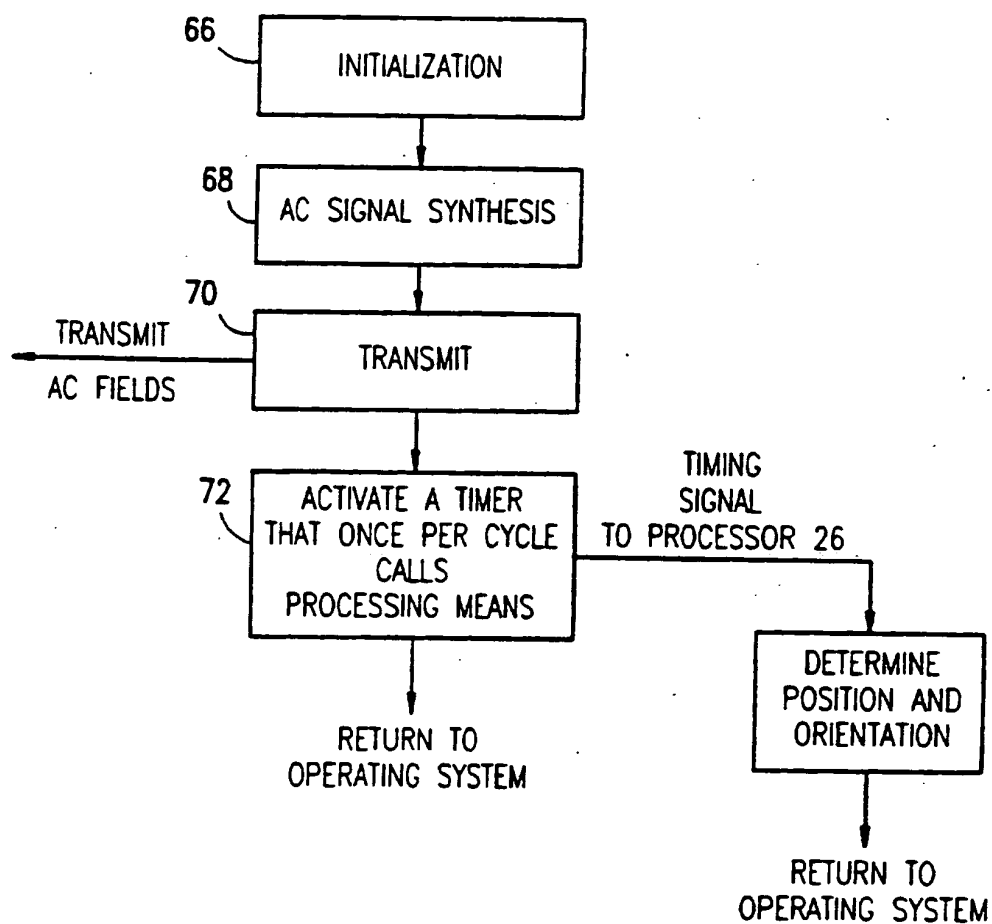 66
INITIALIZATION
68
AC SIGNAL SYNTHESIS
70
TRANSMIT
AC FIELDS
TRANSMIT
72
ACTIVATE A TIMER
THAT ONCE PER CYCLE
CALLS
PROCESSING MEANS
TIMING
SIGNAL
TO PROCESSOR 26
DETERMINE
POSITION AND
ORIENTATION
RETURN TO
OPERATING SYSTEM
RETURN TO
OPERATING SYSTEM